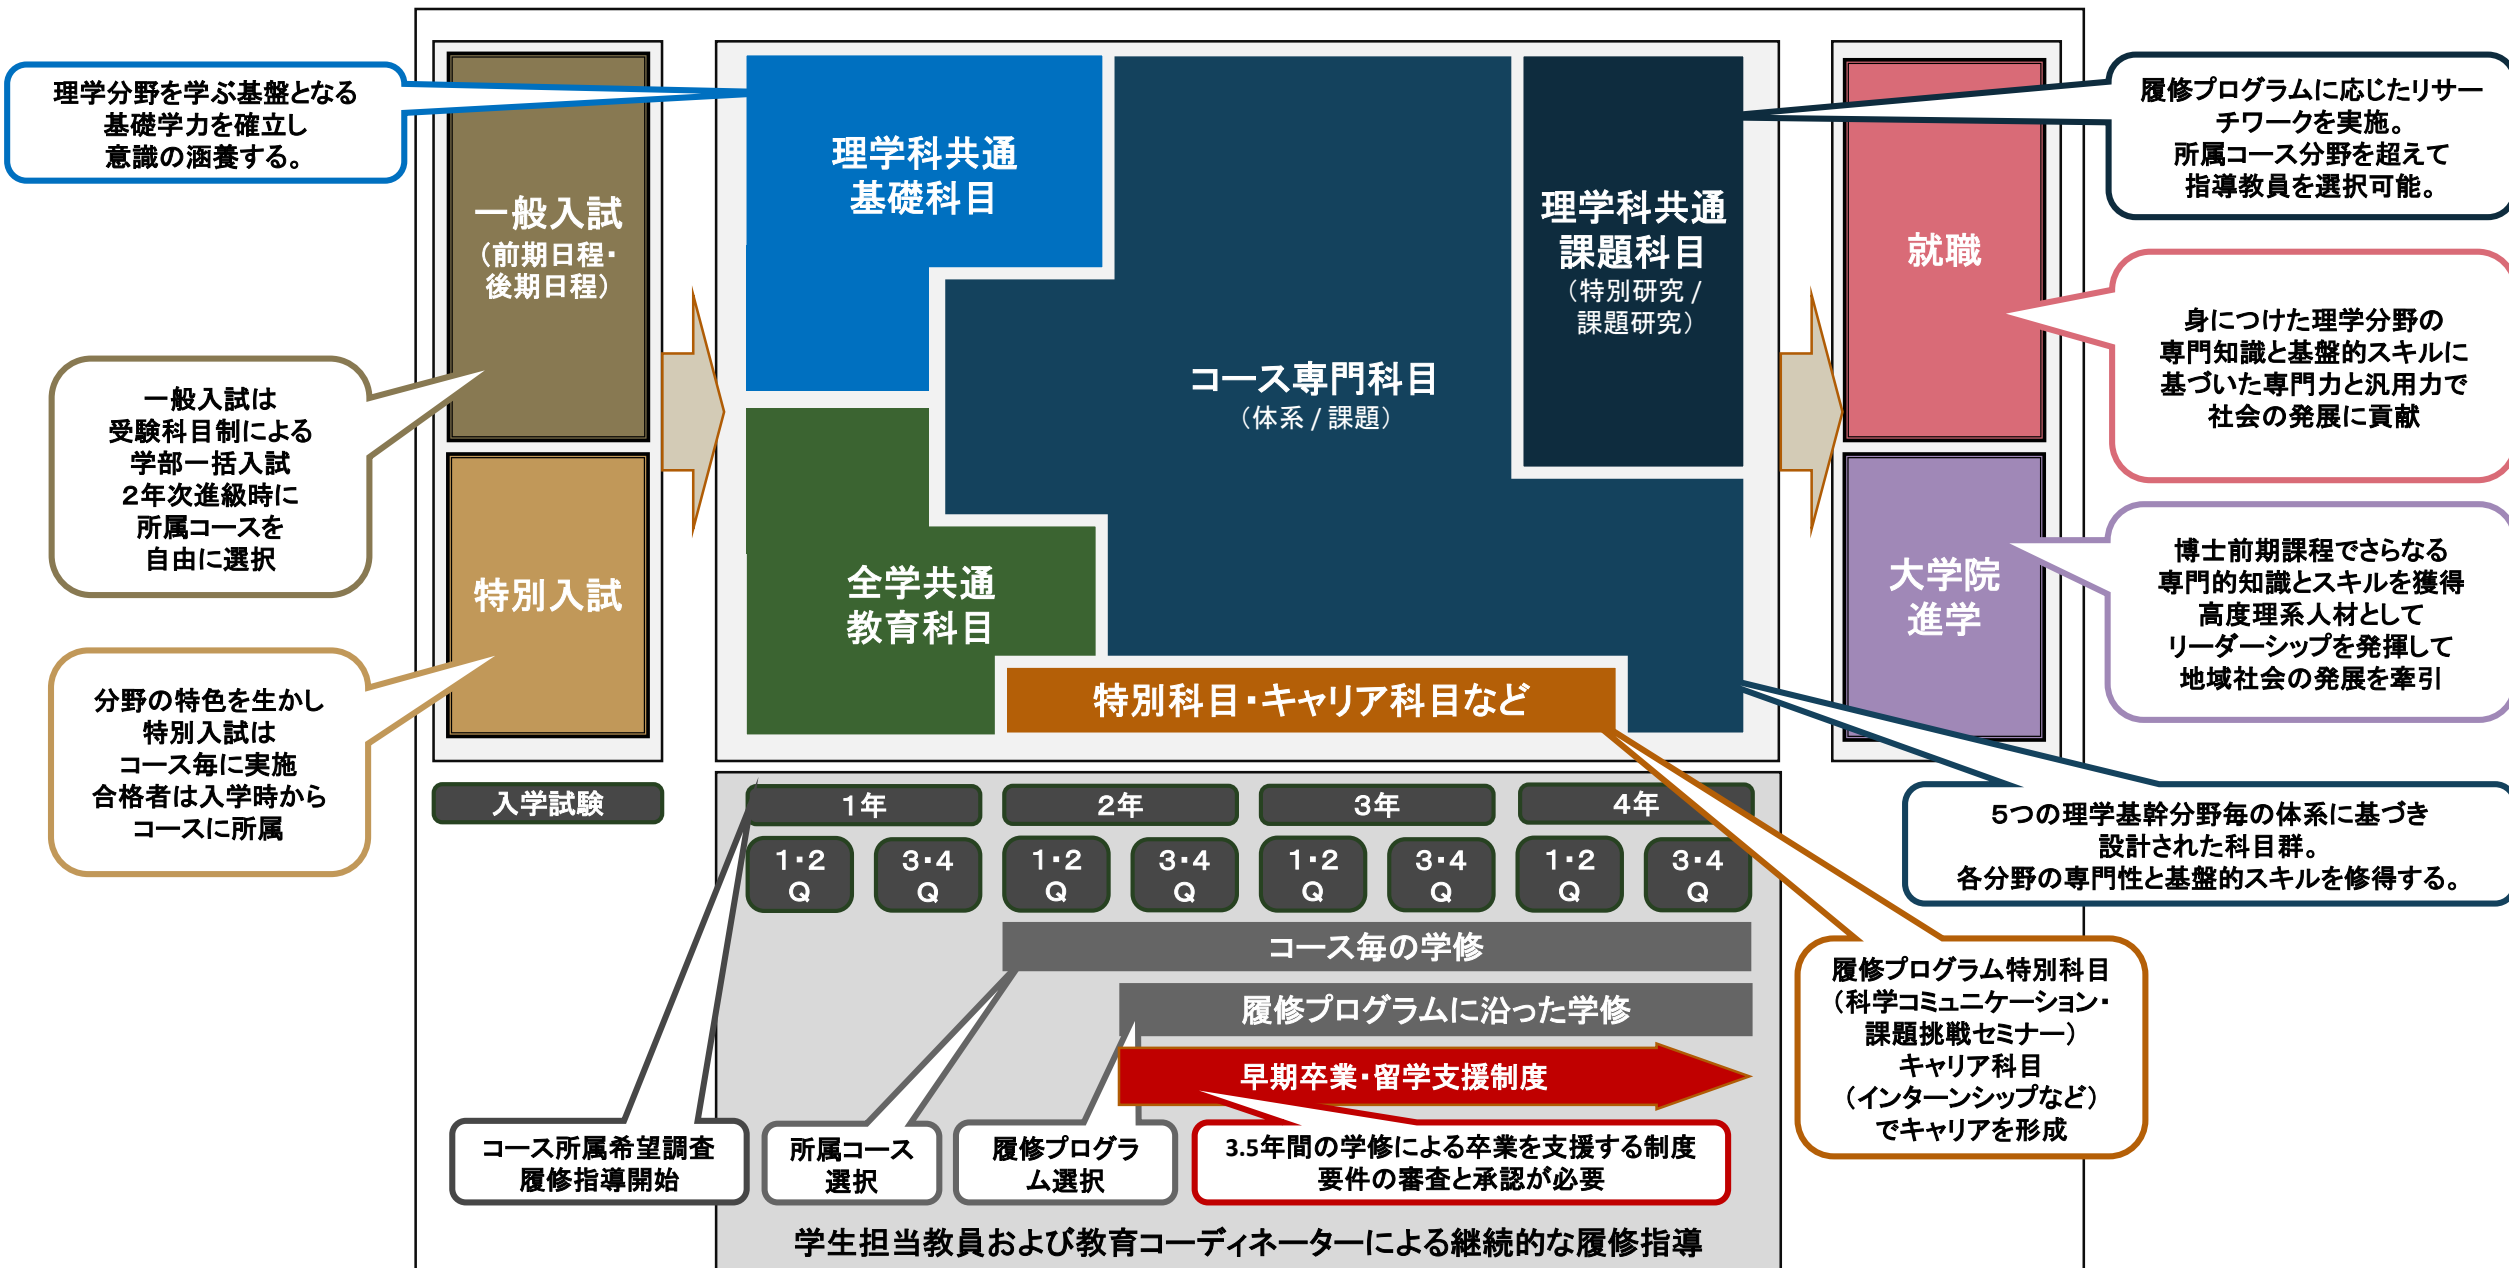 理学分野を学ぶ基盤となる
基礎学力を確立し
意識の涵養する。
一般入試は
受験科目制による
学部一括入試
2年次進級時に
所属コースを
自由に選択
分野の特色を生かし
特別入試は
コース毎に実施
合格者は入学時から
コースに所属
一般入試
（前期日程・
後期日程）
特別入試
入学試験
理学科共通
基礎科目
全学共通
教育科目
コース専門科目
（体系 / 課題）
理学科共通
課題科目
（特別研究 /
課題研究）
特別科目・キャリア科目など
就職
大学院
進学
履修プログラムに応じたリサー
チワークを実施。
所属コース分野を超えて
指導教員を選択可能。
身につけた理学分野の
専門知識と基盤的スキルに
基づいた専門力と汎用力で
社会の発展に貢献
博士前期課程でさらなる
専門的知識とスキルを獲得
高度理系人材として
リーダーシップを発揮して
地域社会の発展を牽引
5つの理学基幹分野毎の体系に基づき
設計された科目群。
各分野の専門性と基盤的スキルを修得する。
履修プログラム特別科目
（科学コミュニケーション・
課題挑戦セミナー）
キャリア科目
（インターンシップなど）
でキャリアを形成
1年
2年
3年
4年
1・2
Q
3・4
Q
1・2
Q
3・4
Q
1・2
Q
3・4
Q
1・2
Q
3・4
Q
コース毎の学修
履修プログラムに沿った学修
早期卒業・留学支援制度
コース所属希望調査
履修指導開始
所属コース
選択
履修プログラ
ム選択
3.5年間の学修による卒業を支援する制度
要件の審査と承認が必要
学生担当教員および教育コーディネーターによる継続的な履修指導